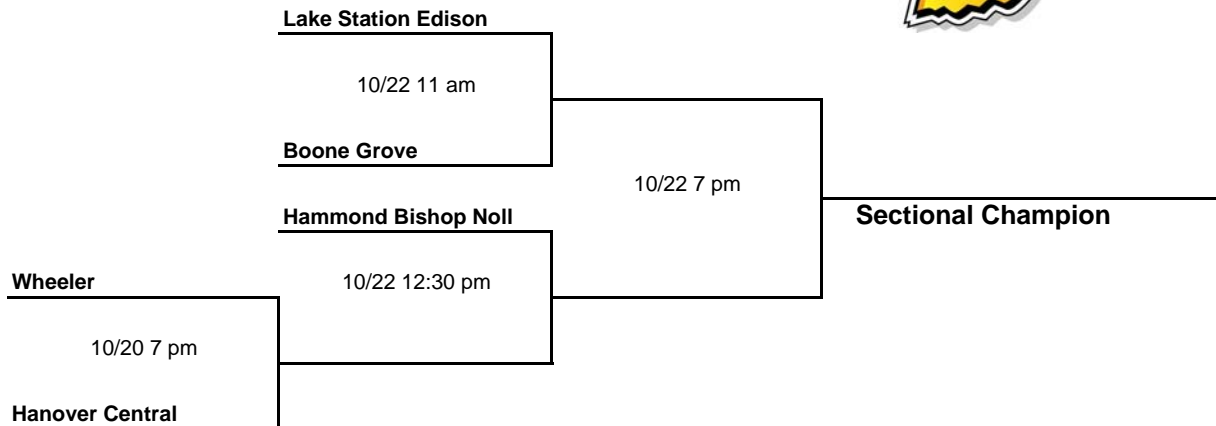 Lake Station Edison
10/22 11 am
Boone Grove
10/22 7 pm
Hammond Bishop Noll
Sectional Champion
Wheeler
10/22 12:30 pm
10/20 7 pm
Hanover Central